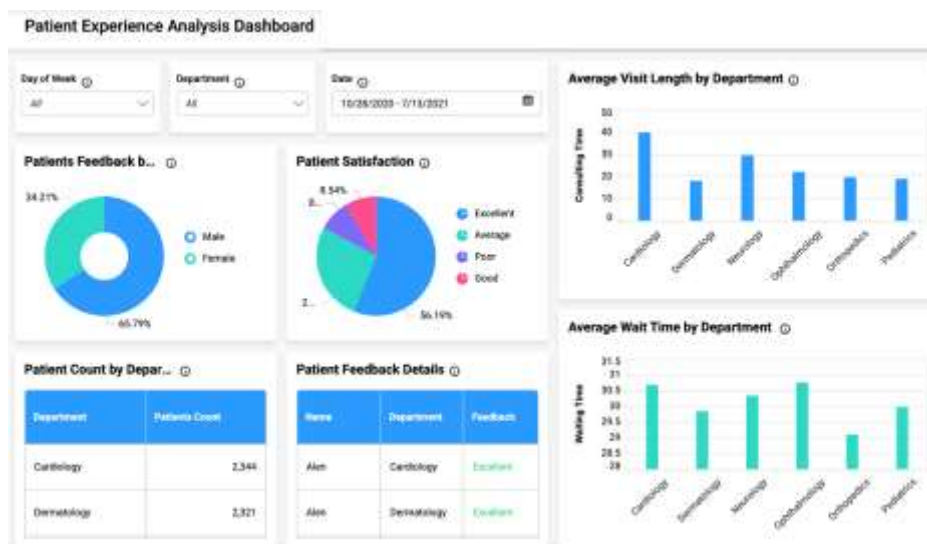 Patient Experience Analysis Dashboard
Day of Week
All
Department
All
Date
10/28/2020 - 7/13/2021
Patients Feedback b...
34.21%
65.79%
Male
Female
Patient Satisfaction
8.54%
8...
2...
56.19%
Excellent
Average
Poor
Good
Average Visit Length by Department
Consulting Time
50
40
30
20
10
0
Cardiology
Dermatology
Neurology
Ophthalmology
Orthopedics
Pediatrics
Average Wait Time by Department
Waiting Time
31.5
31
30.5
30
29.5
29
28.5
28
Cardiology
Dermatology
Neurology
Ophthalmology
Orthopedics
Pediatrics
Patient Count by Depar...
Department Patients Count
Cardiology 2,344
Dermatology 2,321
Patient Feedback Details
Name Department Feedback
Alen Cardiology Excellent
Alen Dermatology Excellent